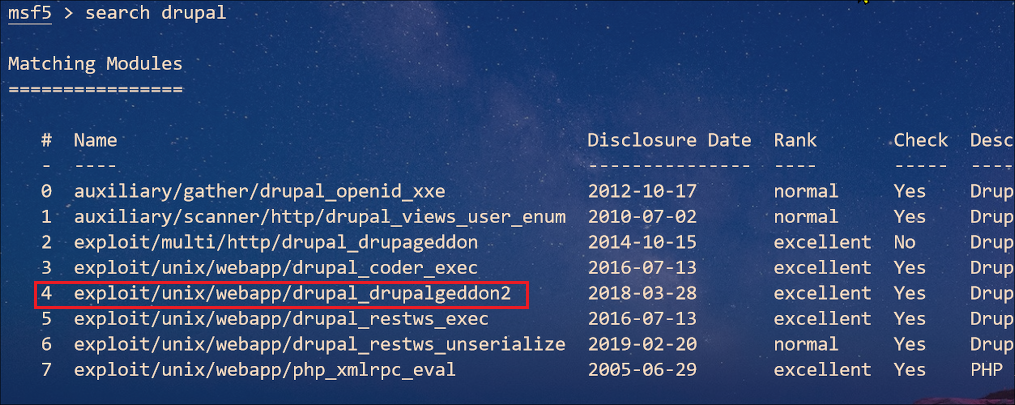 msf5 > search drupal
Matching Modules
================
# Name Disclosure Date Rank Check Desc
- ---- --------------- ---- ----- ----
0 auxiliary/gather/drupal_openid_xxe 2012-10-17 normal Yes Drup
1 auxiliary/scanner/http/drupal_views_user_enum 2010-07-02 normal Yes Drup
2 exploit/multi/http/drupal_drupageddon 2014-10-15 excellent No Drup
3 exploit/unix/webapp/drupal_coder_exec 2016-07-13 excellent Yes Drup
4 exploit/unix/webapp/drupal_drupalgeddon2 2018-03-28 excellent Yes Drup
5 exploit/unix/webapp/drupal_restws_exec 2016-07-13 excellent Yes Drup
6 exploit/unix/webapp/drupal_restws_unserialize 2019-02-20 normal Yes Drup
7 exploit/unix/webapp/php_xmlrpc_eval 2005-06-29 excellent Yes PHP